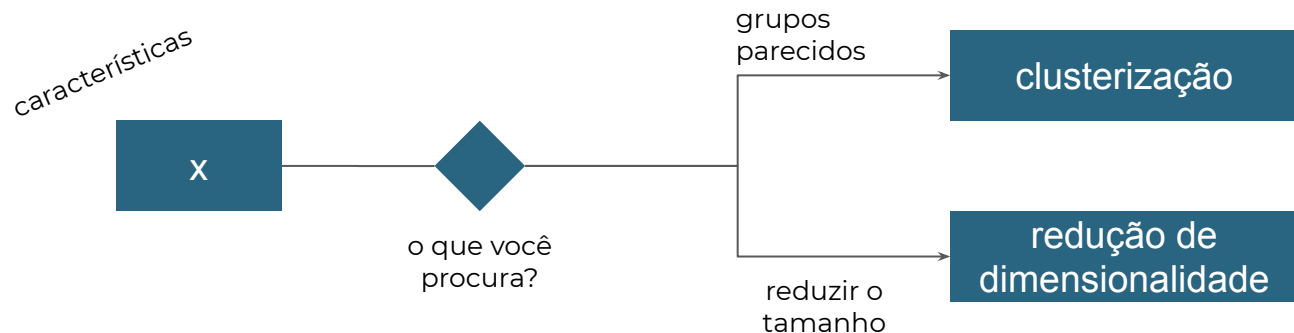 características
x
o que você
procura?
grupos
parecidos
clusterização
reduzir o
tamanho
redução de
dimensionalidade